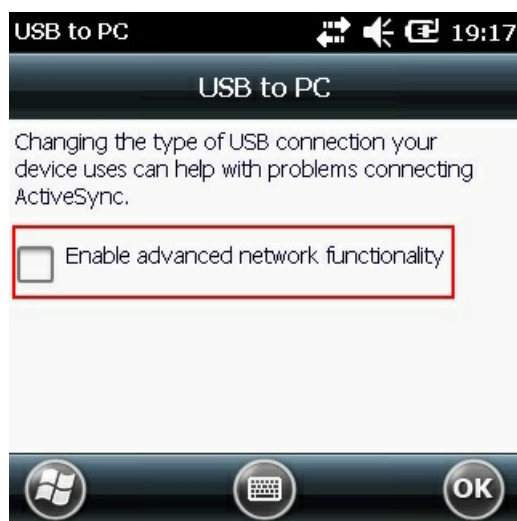 USB to PC 19:17
USB to PC
Changing the type of USB connection your
device uses can help with problems connecting
ActiveSync.
Enable advanced network functionality
OK